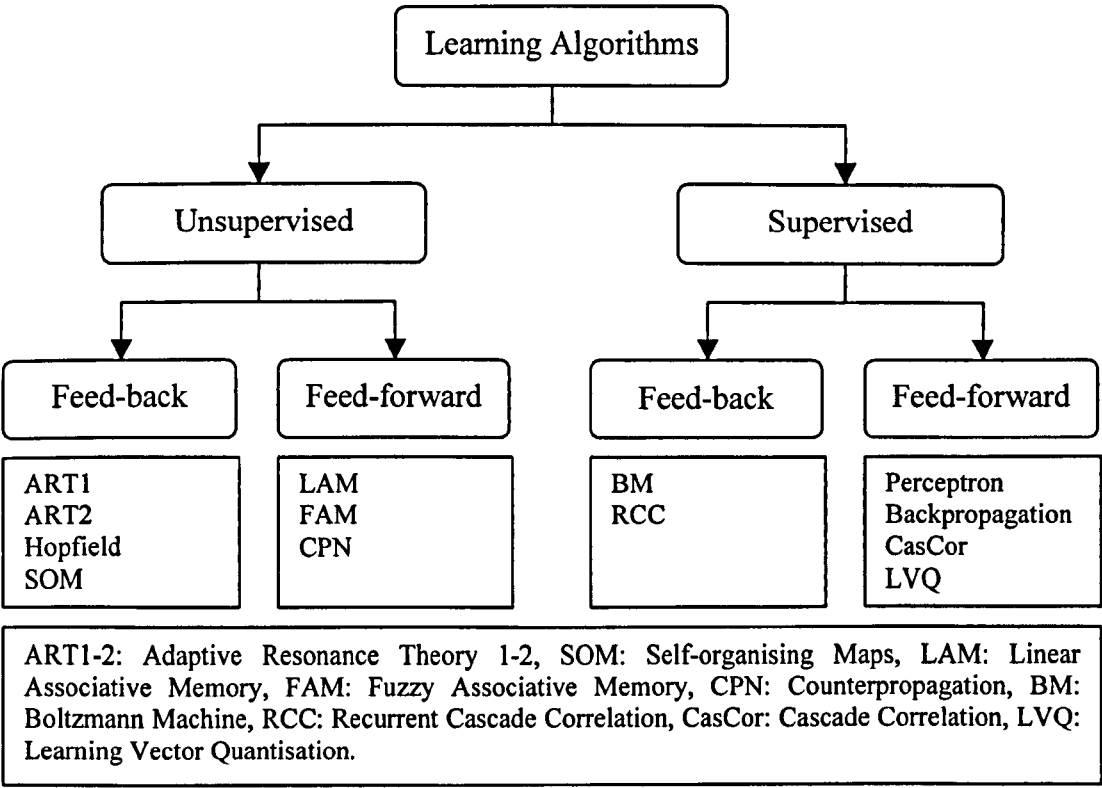 Learning Algorithms
Unsupervised
Supervised
Feed-back
Feed-forward
Feed-back
Feed-forward
ART1
ART2
Hopfield
SOM
LAM
FAM
CPN
BM
RCC
Perceptron
Backpropagation
CasCor
LVQ
ART1-2: Adaptive Resonance Theory 1-2, SOM: Self-organising Maps, LAM: Linear
Associative Memory, FAM: Fuzzy Associative Memory, CPN: Counterpropagation, BM:
Boltzmann Machine, RCC: Recurrent Cascade Correlation, CasCor: Cascade Correlation, LVQ:
Learning Vector Quantisation.